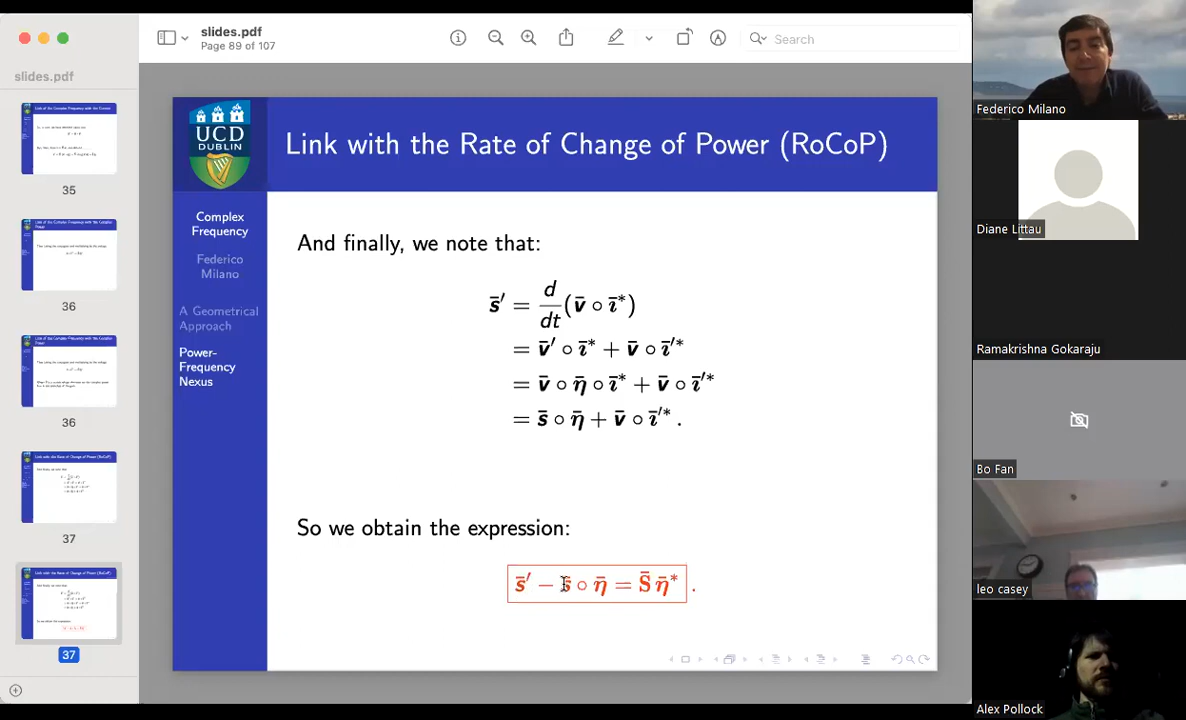 slides.pdf
Page 89 of 107
Search
slides.pdf
35
36
36
37
37
UCD
DUBLIN
Link with the Rate of Change of Power (RoCoP)
Complex
Frequency
Federico
Milano
A Geometrical
Approach
Power-
Frequency
Nexus
And finally, we note that:
s̄′ = d/dt (v̄ ∘ ı̄*)
= v̄′ ∘ ı̄* + v̄ ∘ ı̄′*
= v̄ ∘ η̄ ∘ ı̄* + v̄ ∘ ı̄′*
= s̄ ∘ η̄ + v̄ ∘ ı̄′* .
So we obtain the expression:
s̄′ − s̄ ∘ η̄ = S̄ η̄* .
Federico Milano
Diane Littau
Ramakrishna Gokaraju
Bo Fan
leo casey
Alex Pollock